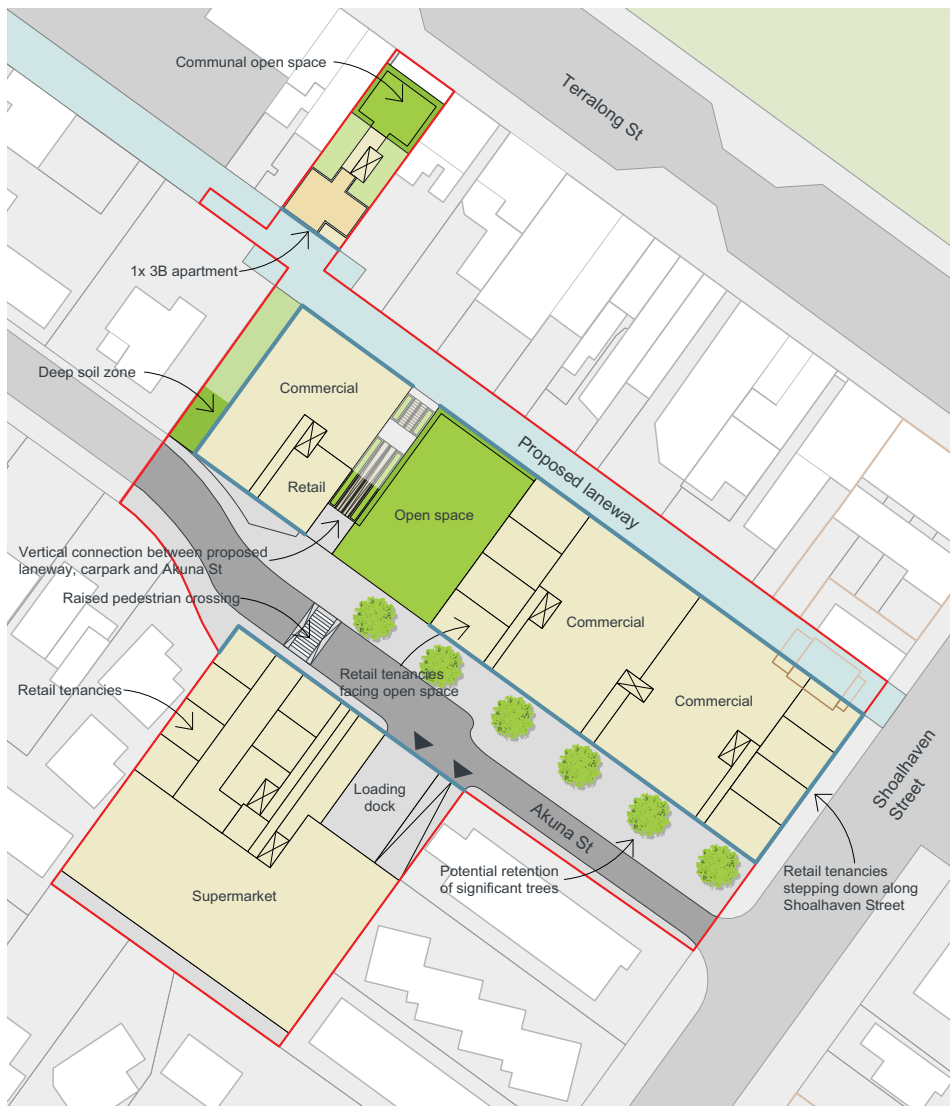 Communal open space
Terralong St
1x 3B apartment
Deep soil zone
Commercial
Proposed laneway
Retail
Open space
Vertical connection between proposed
laneway, carpark and Akuna St
Raised pedestrian crossing
Commercial
Retail tenancies
facing open space
Retail tenancies
Commercial
Shoalhaven
Street
Loading
dock
Akuna St
Potential retention
of significant trees
Retail tenancies
stepping down along
Shoalhaven Street
Supermarket